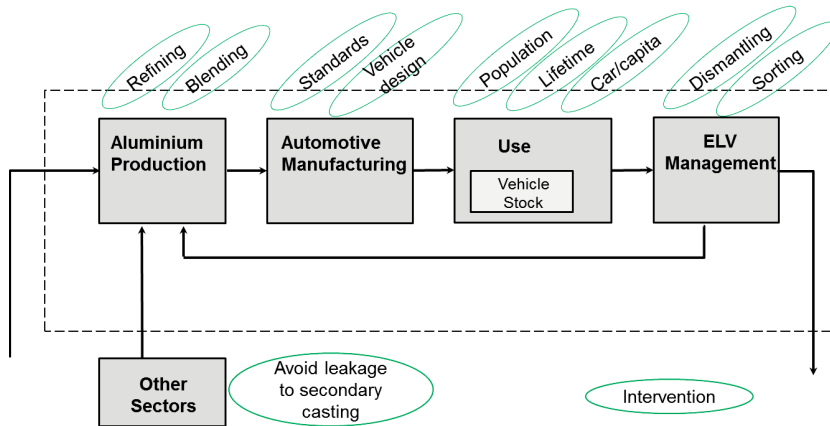 Refining
Blending
Standards
Vehicle
design
Population
Lifetime
Car/capita
Dismantling
Sorting
Aluminium
Production
Automotive
Manufacturing
Use
Vehicle
Stock
ELV
Management
Other
Sectors
Avoid leakage
to secondary
casting
Intervention